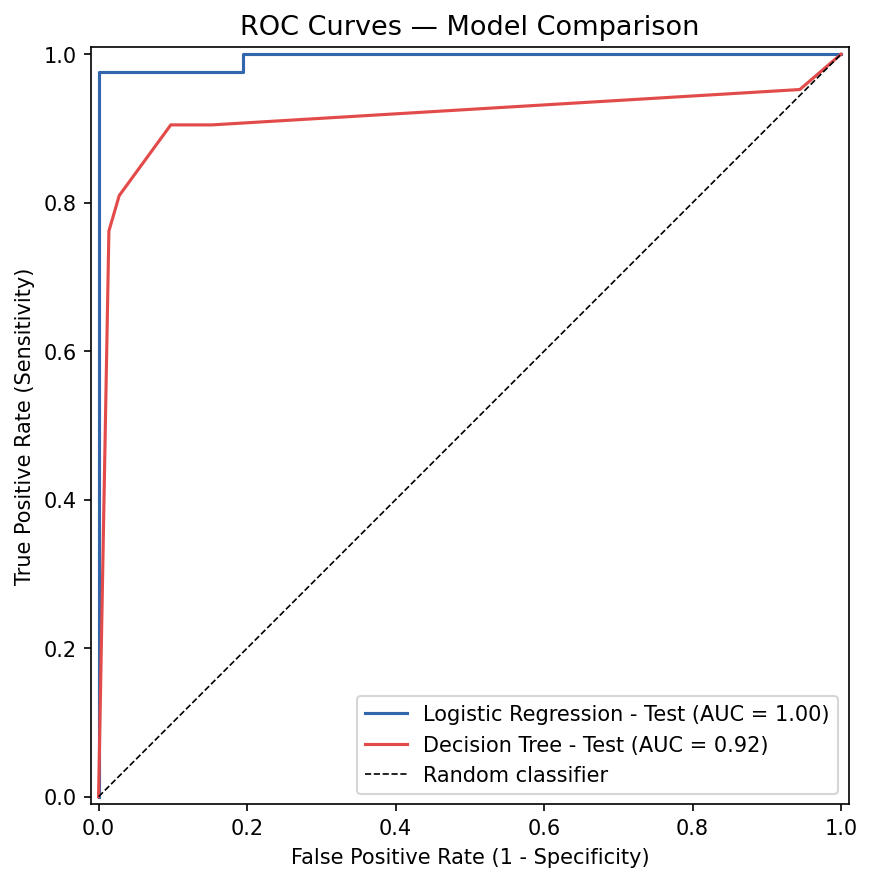 ROC Curves — Model Comparison
1.0
0.8
0.6
0.4
0.2
0.0
True Positive Rate (Sensitivity)
Logistic Regression - Test (AUC = 1.00)
Decision Tree - Test (AUC = 0.92)
Random classifier
0.0 0.2 0.4 0.6 0.8 1.0
False Positive Rate (1 - Specificity)